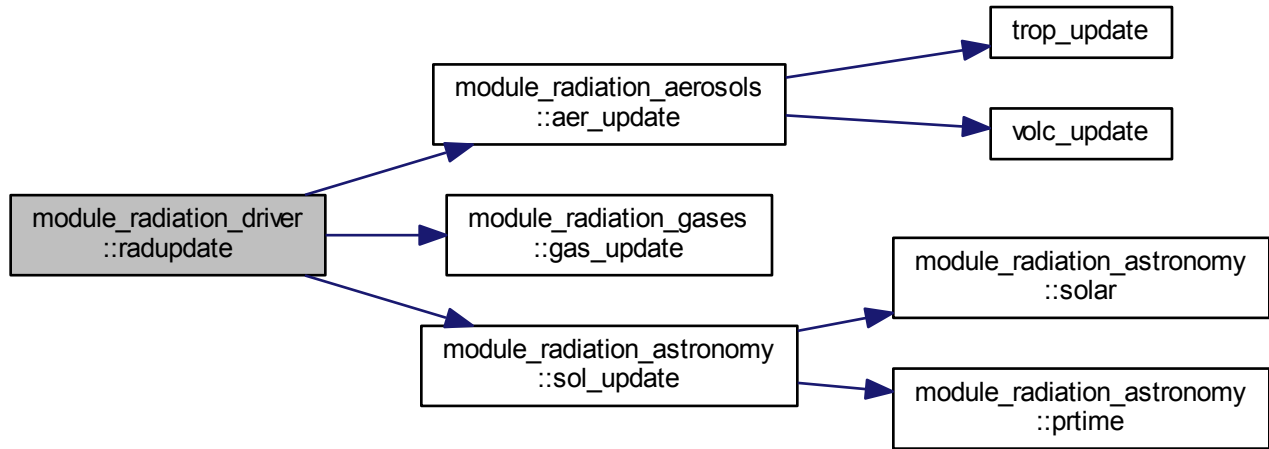 trop_update
module_radiation_aerosols
::aer_update
volc_update
module_radiation_driver
::radupdate
module_radiation_gases
::gas_update
module_radiation_astronomy
::solar
module_radiation_astronomy
::sol_update
module_radiation_astronomy
::prtime